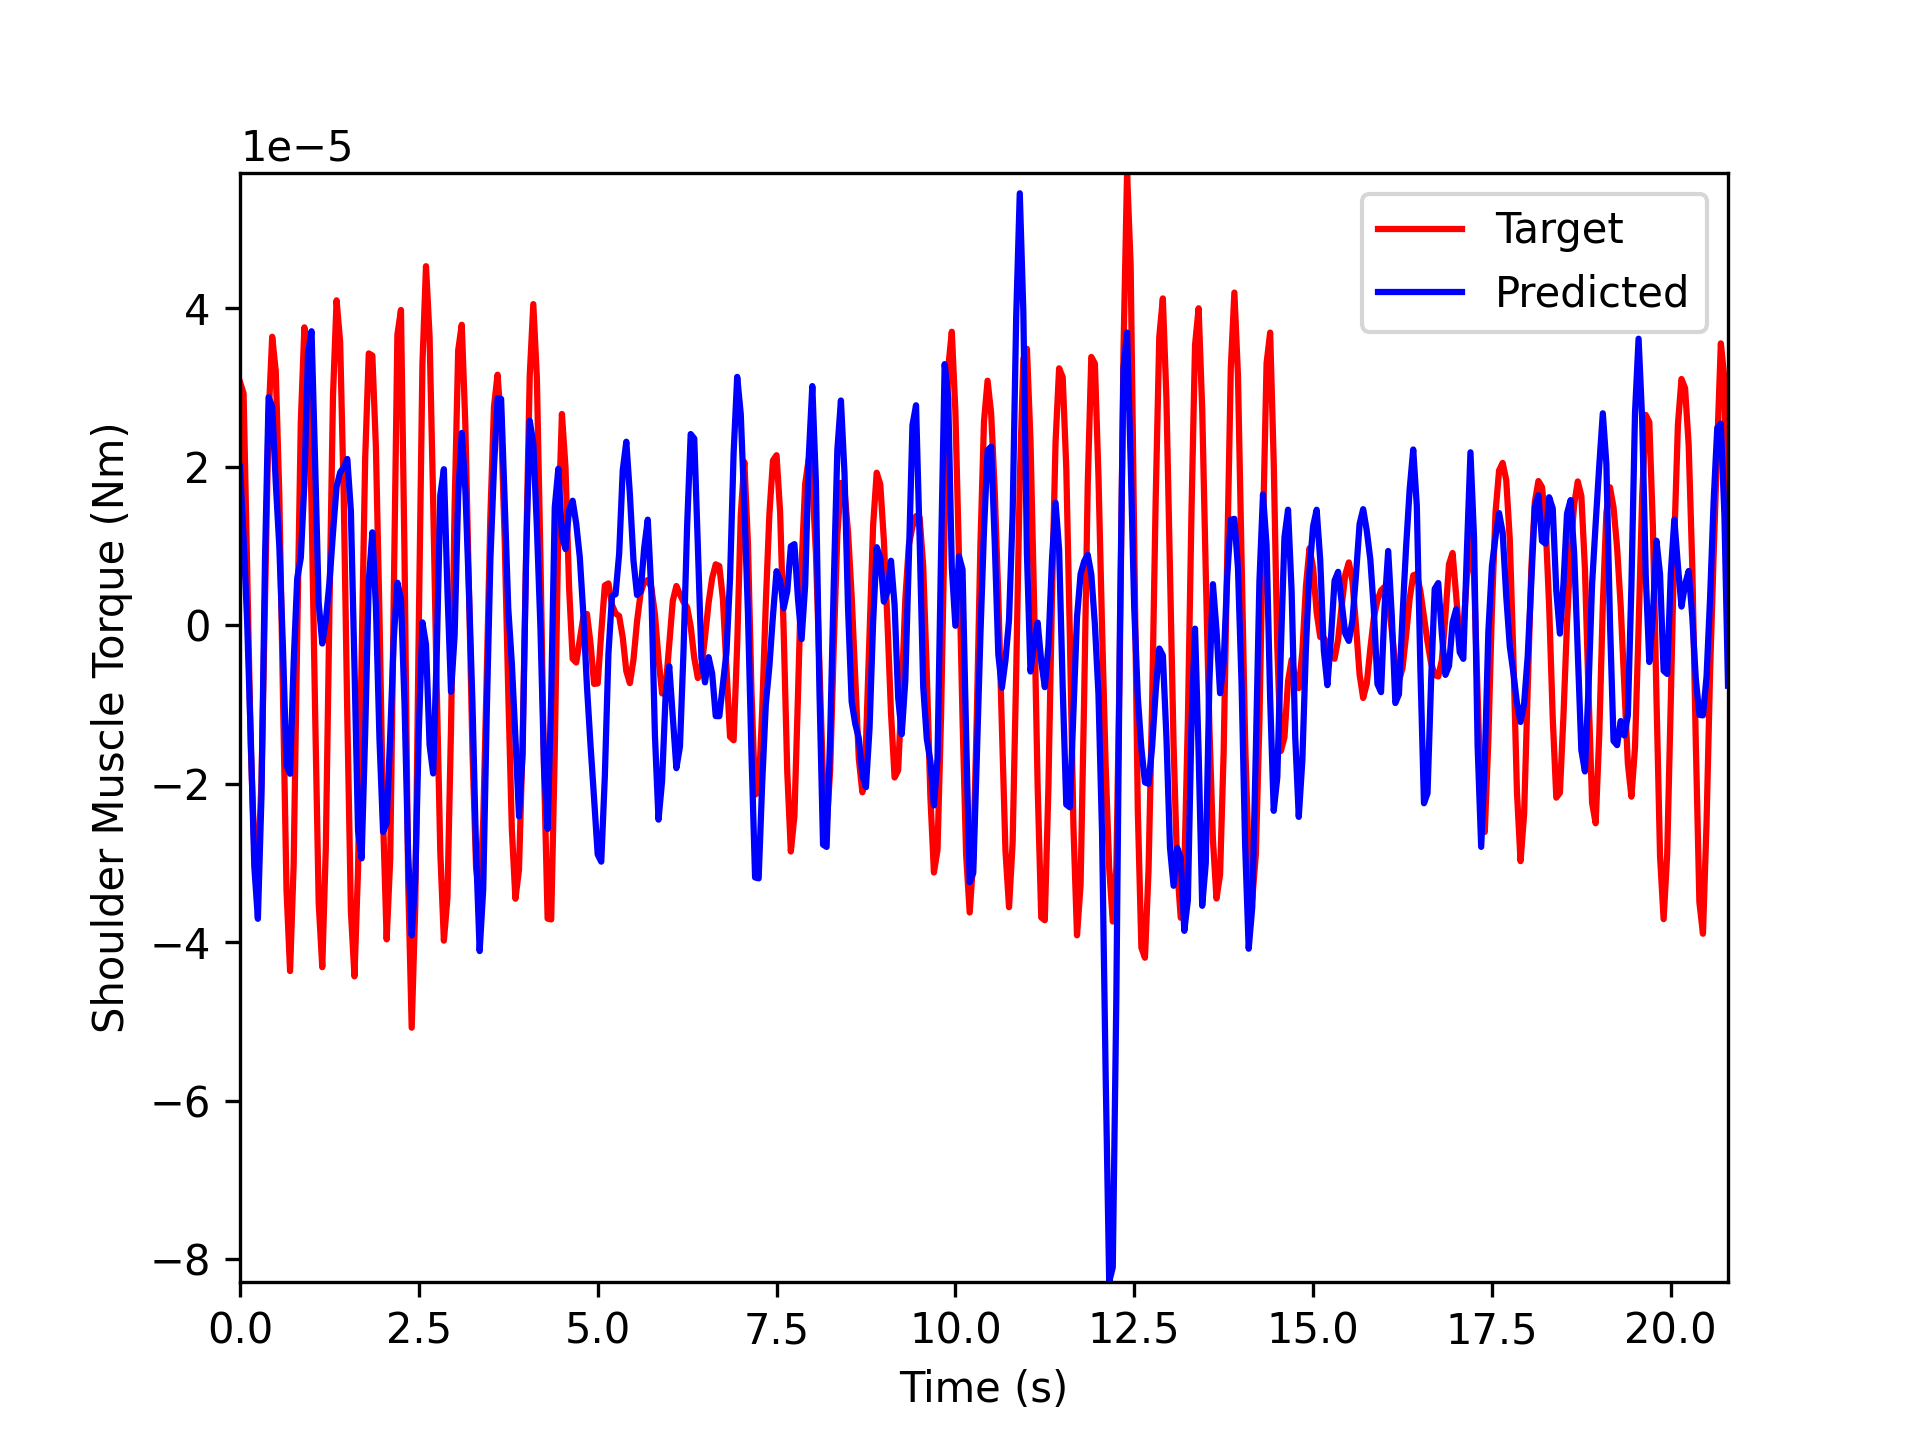 1e−5
Target
Predicted
4
2
0
−2
−4
−6
−8
Shoulder Muscle Torque (Nm)
0.0 2.5 5.0 7.5 10.0 12.5 15.0 17.5 20.0
Time (s)